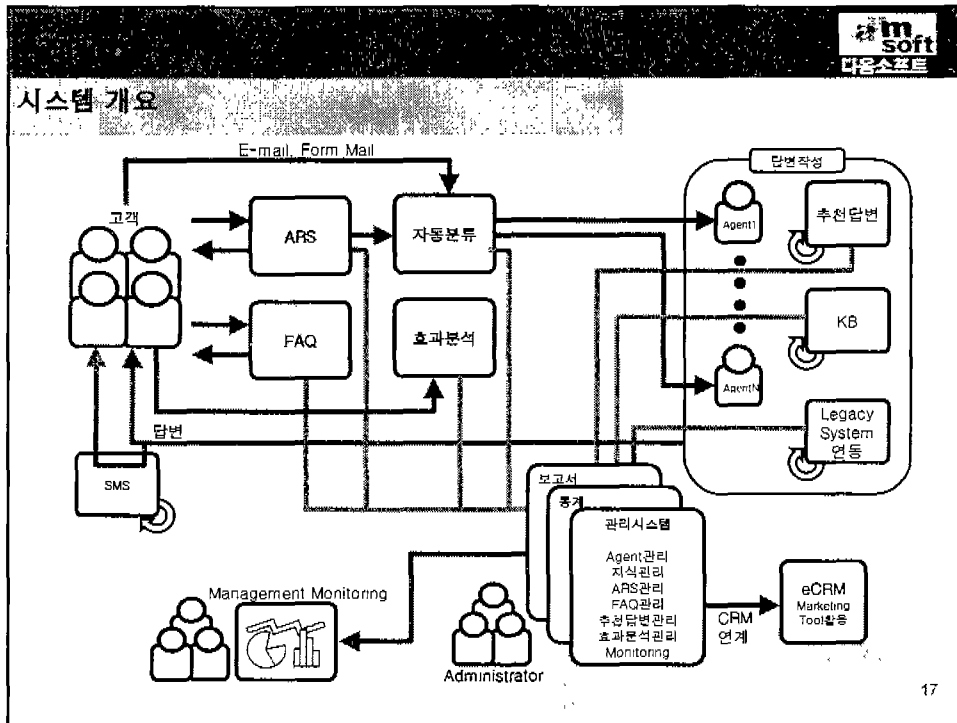 aim
soft
다음소프트
시스템 개요
E-mail, Form Mail
답변작성
고객
ARS
자동분류
Agent1
추천답변
FAQ
효과분석
KB
AgentN
답변
Legacy
System
연동
SMS
보고서
통계
관리시스템
Agent관리
지식관리
ARS관리
FAQ관리
추천답변관리
효과분석관리
Monitoring
Management Monitoring
Administrator
CRM
연계
eCRM
Marketing
Tool활용
17